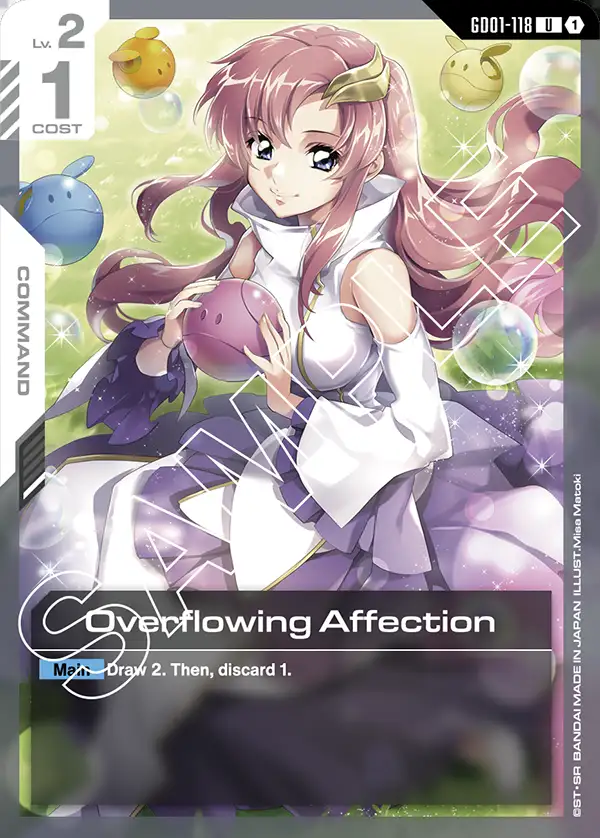 GD01-118 U 1
Lv. 2
1
COST
COMMAND
SAMPLE
Overflowing Affection
Main Draw 2. Then, discard 1.
©ST・SR BANDAI MADE IN JAPAN ILLUST.Misa Matoki